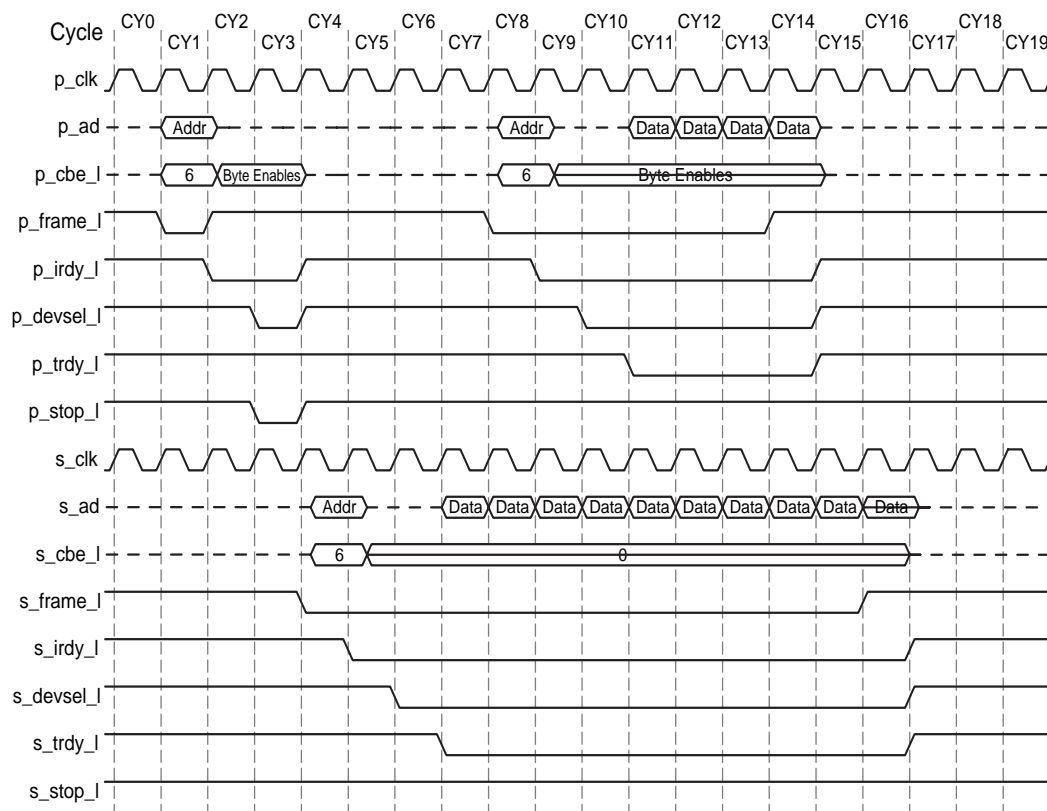 CY0 CY2 CY4 CY6 CY8 CY10 CY12 CY14 CY16 CY18
Cycle
CY1 CY3 CY5 CY7 CY9 CY11 CY13 CY15 CY17 CY19
p_clk
p_ad Addr Addr Data Data Data Data
p_cbe_l 6 Byte Enables 6 Byte Enables
p_frame_l
p_irdy_l
p_devsel_l
p_trdy_l
p_stop_l
s_clk
s_ad Addr Data Data Data Data Data Data Data Data Data Data
s_cbe_l 6 0
s_frame_l
s_irdy_l
s_devsel_l
s_trdy_l
s_stop_l